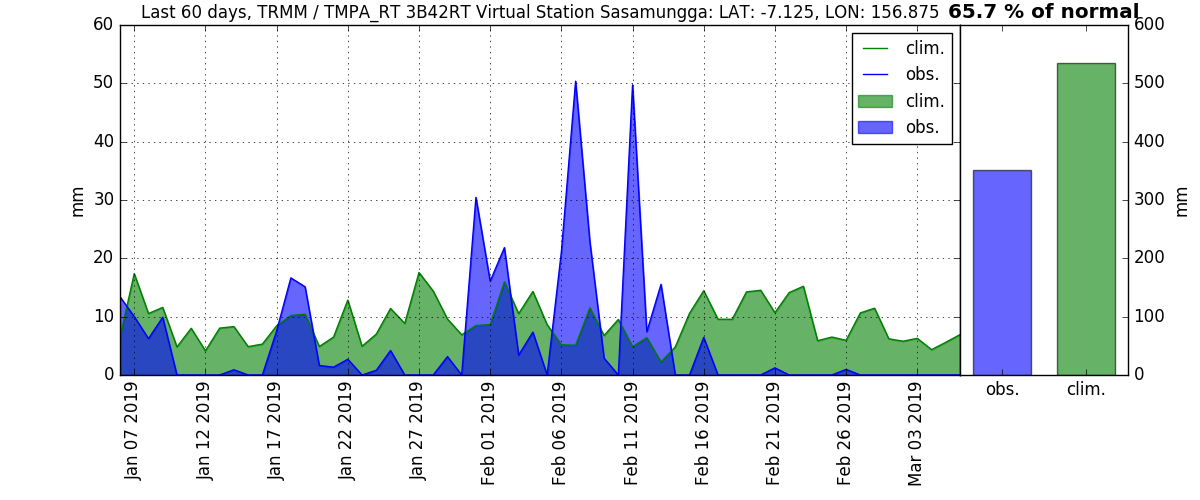 Last 60 days, TRMM / TMPA_RT 3B42RT Virtual Station Sasamungga: LAT: -7.125, LON: 156.875
65.7 % of normal
60
50
40
30
20
10
0
mm
clim.
obs.
clim.
obs.
Jan 07 2019
Jan 12 2019
Jan 17 2019
Jan 22 2019
Jan 27 2019
Feb 01 2019
Feb 06 2019
Feb 11 2019
Feb 16 2019
Feb 21 2019
Feb 26 2019
Mar 03 2019
600
500
400
300
200
100
0
mm
obs.
clim.